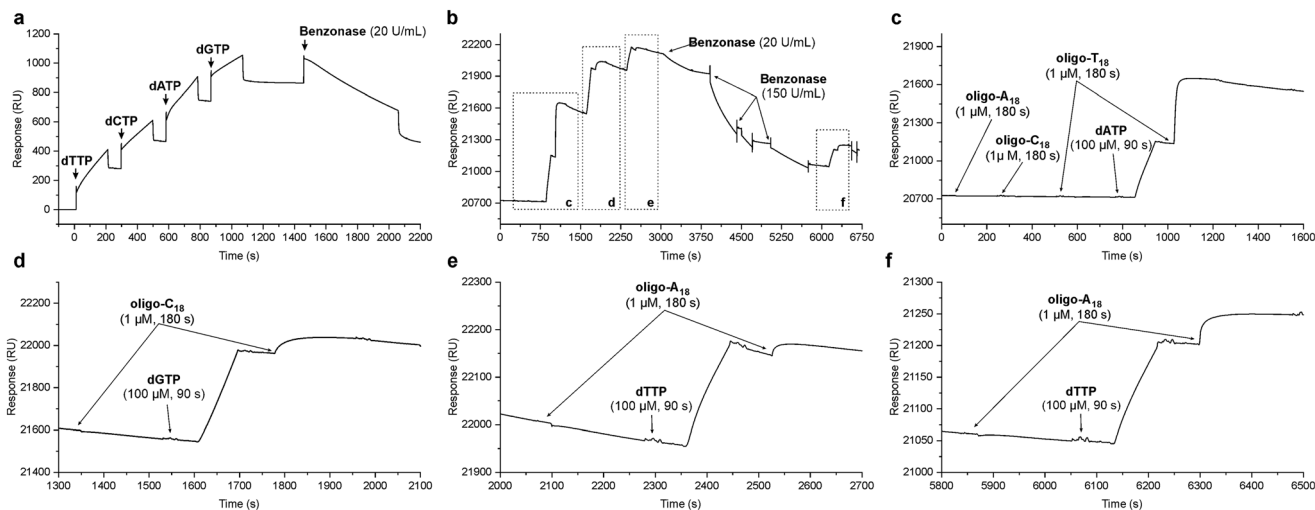 a
1200
1000
800
600
400
200
0
Response (RU)
dTTP
dCTP
dATP
dGTP
Benzonase (20 U/mL)
0 200 400 600 800 1000 1200 1400 1600 1800 2000 2200
Time (s)
b
22200
21900
21600
21300
21000
20700
Response (RU)
Benzonase (20 U/mL)
Benzonase
(150 U/mL)
c
d
e
f
0 750 1500 2250 3000 3750 4500 5250 6000 6750
Time (s)
c
21900
21600
21300
21000
20700
Response (RU)
oligo-T18
(1 µM, 180 s)
oligo-A18
(1 µM, 180 s)
oligo-C18
(1µ M, 180 s)
dATP
(100 µM, 90 s)
0 200 400 600 800 1000 1200 1400 1600
Time (s)
d
22200
22000
21800
21600
21400
Response (RU)
oligo-C18
(1 µM, 180 s)
dGTP
(100 µM, 90 s)
1300 1400 1500 1600 1700 1800 1900 2000 2100
Time (s)
e
22300
22200
22100
22000
21900
Response (RU)
oligo-A18
(1 µM, 180 s)
dTTP
(100 µM, 90 s)
2000 2100 2200 2300 2400 2500 2600 2700
Time (s)
f
21300
21250
21200
21150
21100
21050
21000
Response (RU)
oligo-A18
(1 µM, 180 s)
dTTP
(100 µM, 90 s)
5800 5900 6000 6100 6200 6300 6400 6500
Time (s)